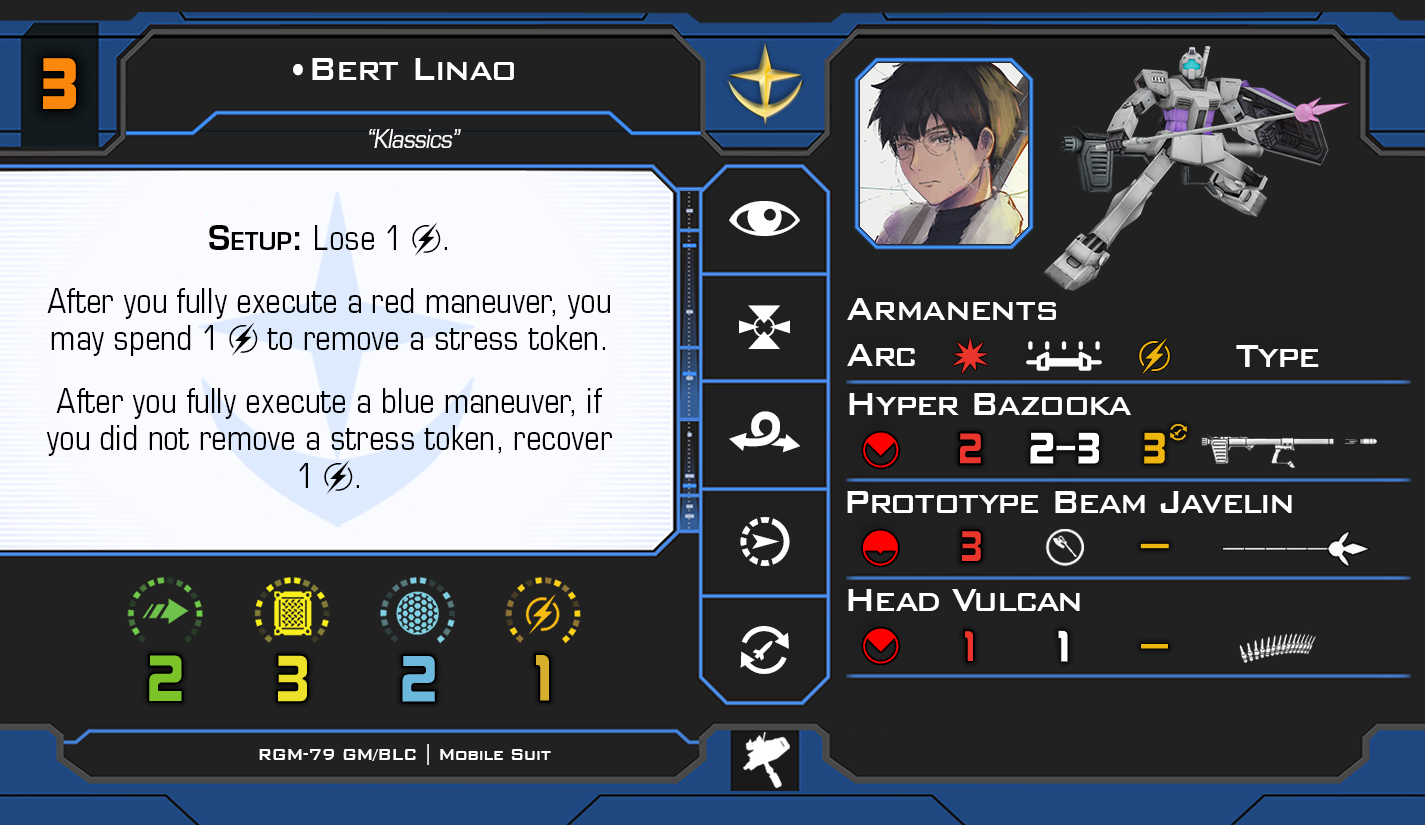 3
•Bert Linao
“Klassics”
Setup: Lose 1 .
After you fully execute a red maneuver, you
may spend 1 to remove a stress token.
After you fully execute a blue maneuver, if
you did not remove a stress token, recover
1 .
2 3 2 1
RGM-79 GM/BLC | Mobile Suit
Armanents
Arc Type
Hyper Bazooka
2 2–3 3
Prototype Beam Javelin
3 –
Head Vulcan
1 1 –